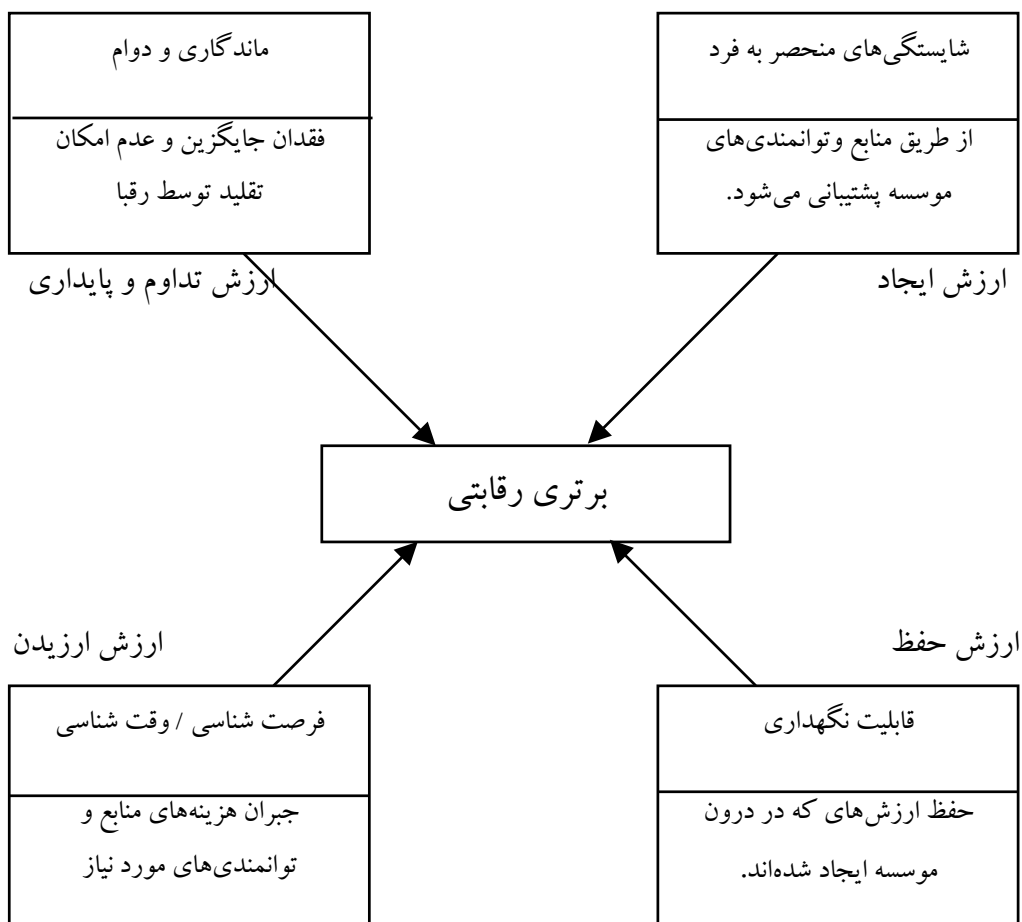 شایستگی‌های منحصر به فرد
از طریق منابع وتوانمندی‌های
موسسه پشتیبانی می‌شود.
ماندگاری و دوام
فقدان جایگزین و عدم امکان
تقلید توسط رقبا
ارزش ایجاد
ارزش تداوم و پایداری
برتری رقابتی
ارزش حفظ
ارزش ارزیدن
قابلیت نگهداری
حفظ ارزش‌های که در درون
موسسه ایجاد شده‌اند.
فرصت شناسی / وقت شناسی
جبران هزینه‌های منابع و
توانمندی‌های مورد نیاز